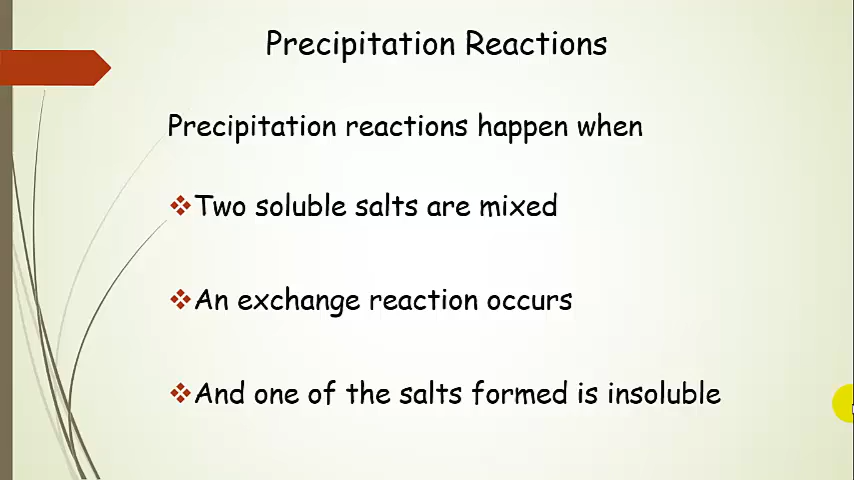 Precipitation Reactions
Precipitation reactions happen when
Two soluble salts are mixed
An exchange reaction occurs
And one of the salts formed is insoluble